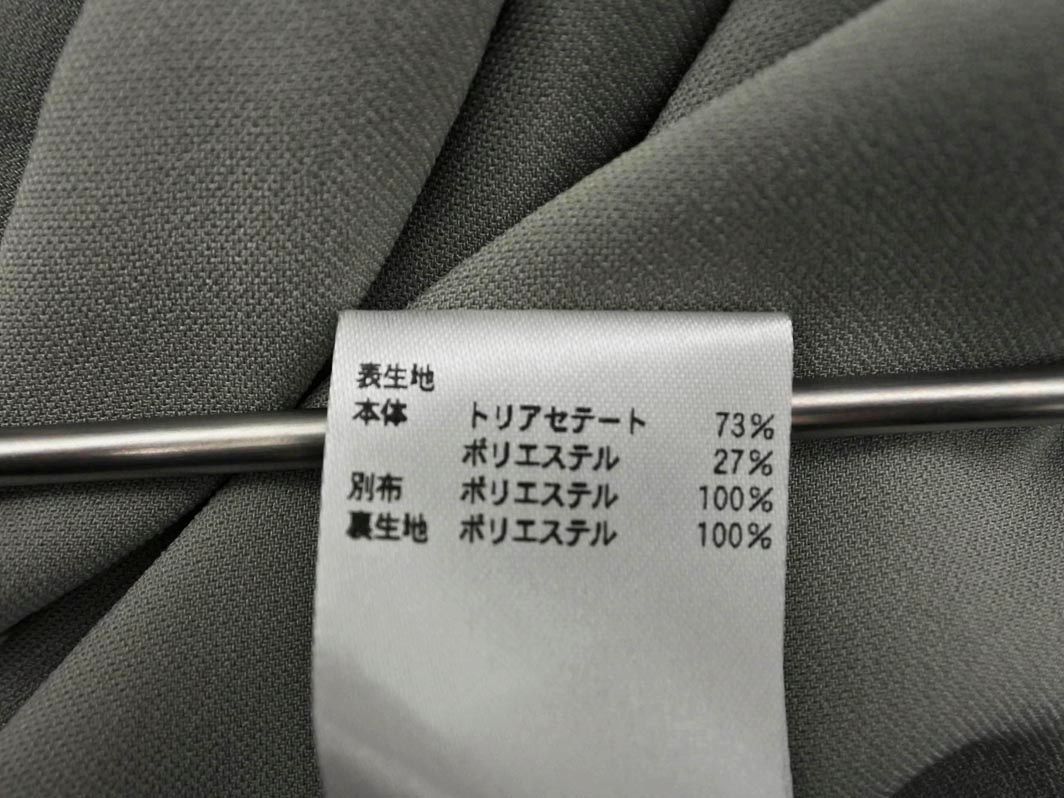 表生地
本体 トリアセテート 73%
ポリエステル 27%
別布 ポリエステル 100%
裏生地 ポリエステル 100%